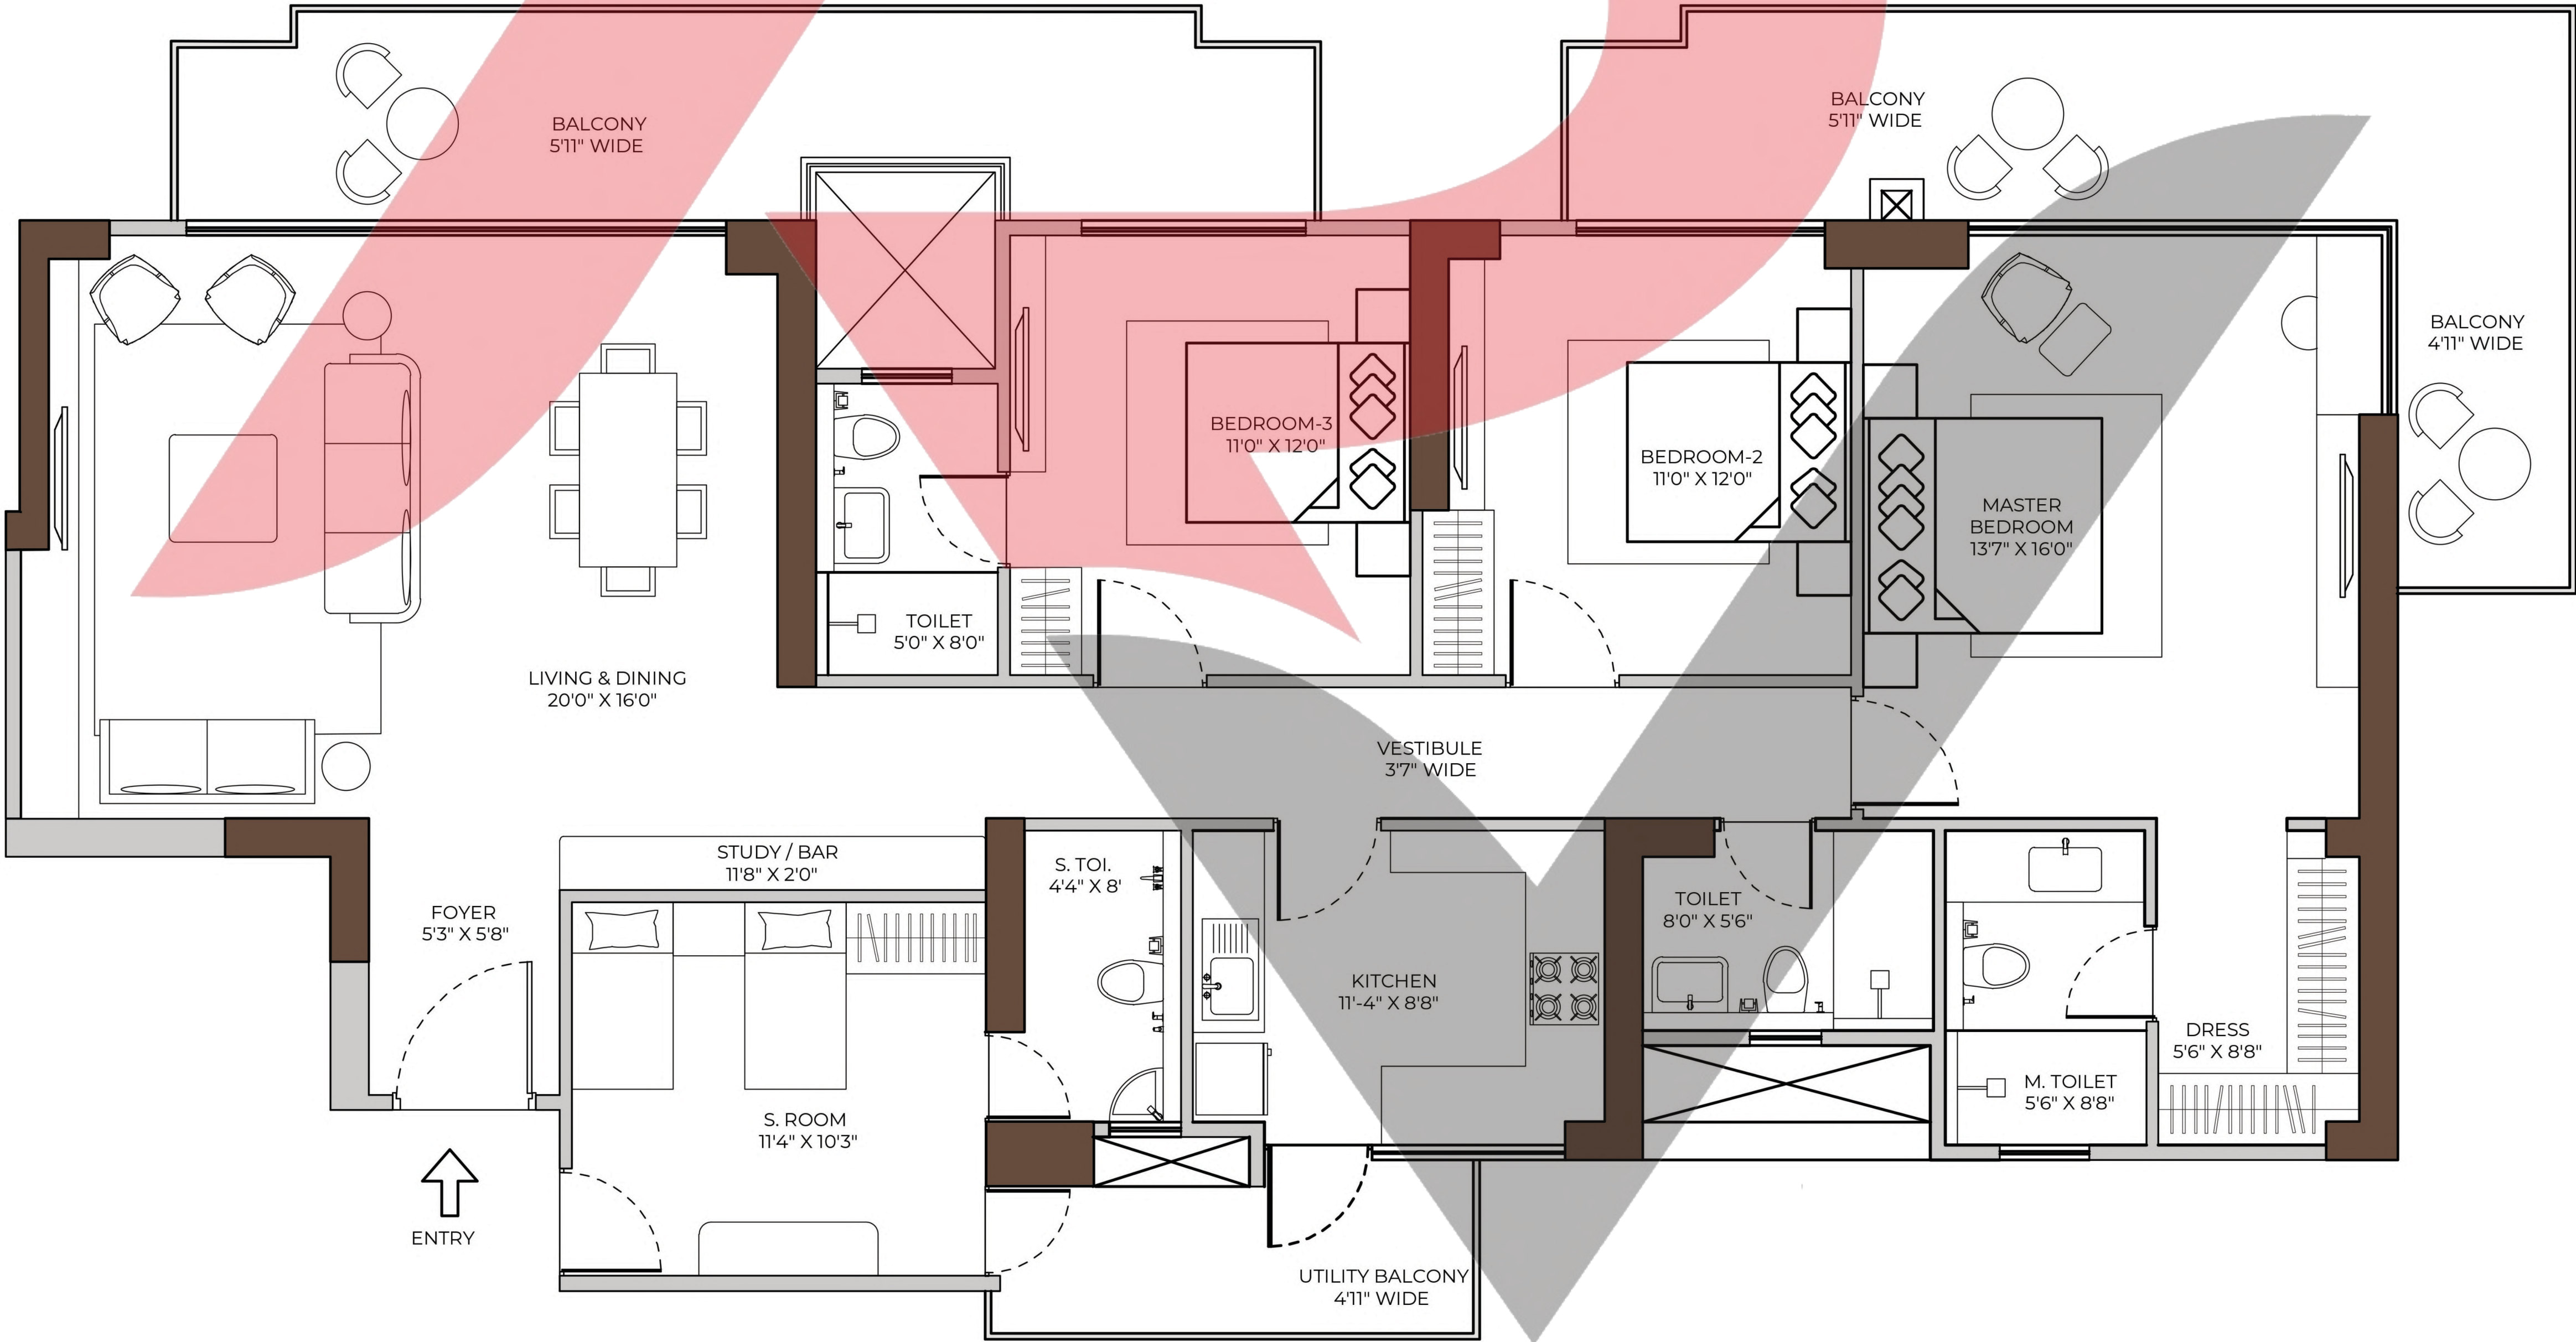 BALCONY
5'11" WIDE
BALCONY
5'11" WIDE
BALCONY
4'11" WIDE
BEDROOM-3
11'0" X 12'0"
BEDROOM-2
11'0" X 12'0"
MASTER
BEDROOM
13'7" X 16'0"
TOILET
5'0" X 8'0"
LIVING & DINING
20'0" X 16'0"
VESTIBULE
3'7" WIDE
STUDY / BAR
11'8" X 2'0"
S. TOI.
4'4" X 8'
FOYER
5'3" X 5'8"
TOILET
8'0" X 5'6"
KITCHEN
11'-4" X 8'8"
DRESS
5'6" X 8'8"
M. TOILET
5'6" X 8'8"
S. ROOM
11'4" X 10'3"
ENTRY
UTILITY BALCONY
4'11" WIDE